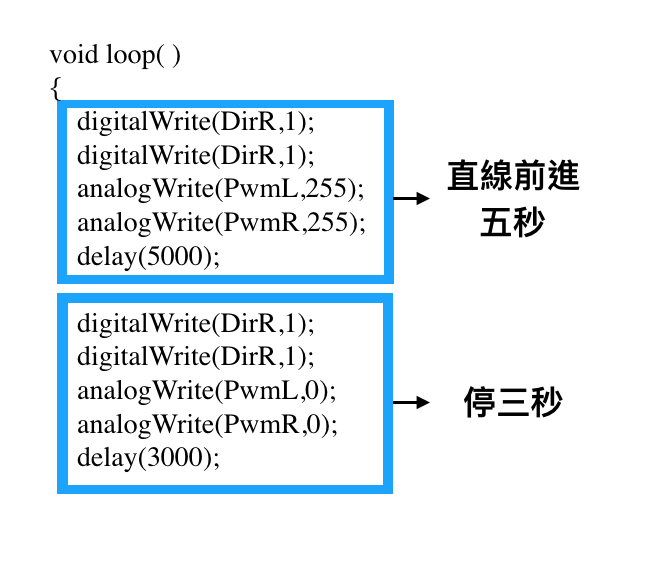 void loop( )
{
digitalWrite(DirR,1);
digitalWrite(DirR,1);
analogWrite(PwmL,255);
analogWrite(PwmR,255);
delay(5000);
直線前進
五秒
digitalWrite(DirR,1);
digitalWrite(DirR,1);
analogWrite(PwmL,0);
analogWrite(PwmR,0);
delay(3000);
停三秒